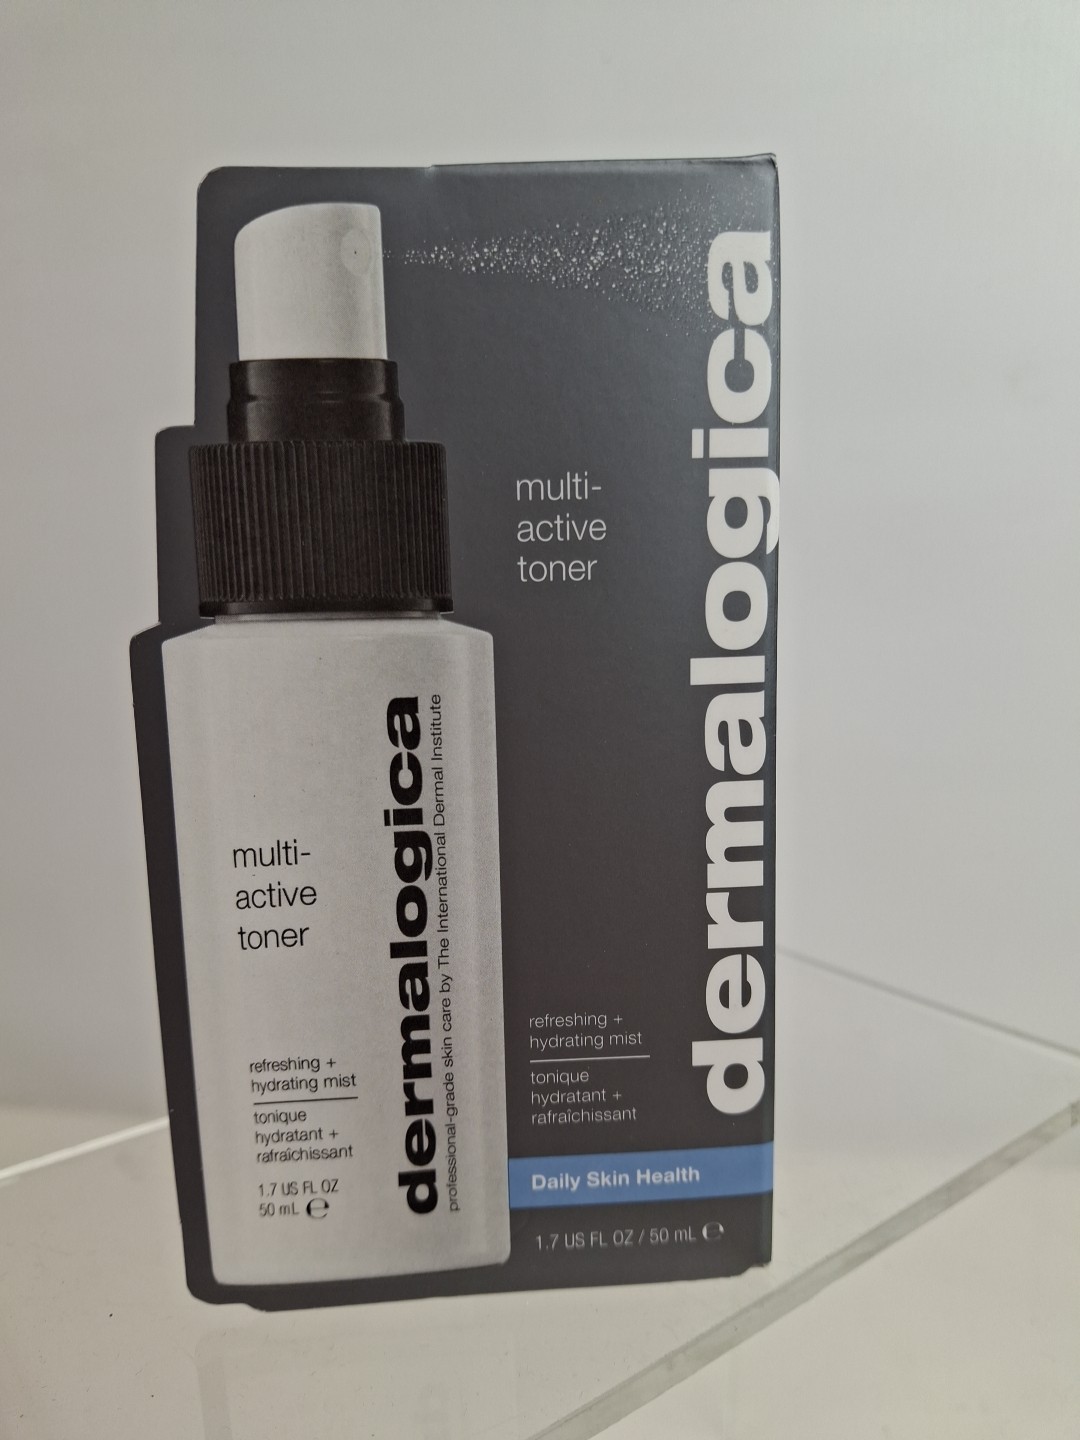 multi-
active
toner
dermalogica
professional-grade skin care by The International Dermal Institute
refreshing +
hydrating mist
tonique
hydratant +
rafraîchissant
1.7 US FL OZ
50 mL ℮
multi-
active
toner
dermalogica
refreshing +
hydrating mist
tonique
hydratant +
rafraîchissant
Daily Skin Health
1.7 US FL OZ / 50 mL ℮